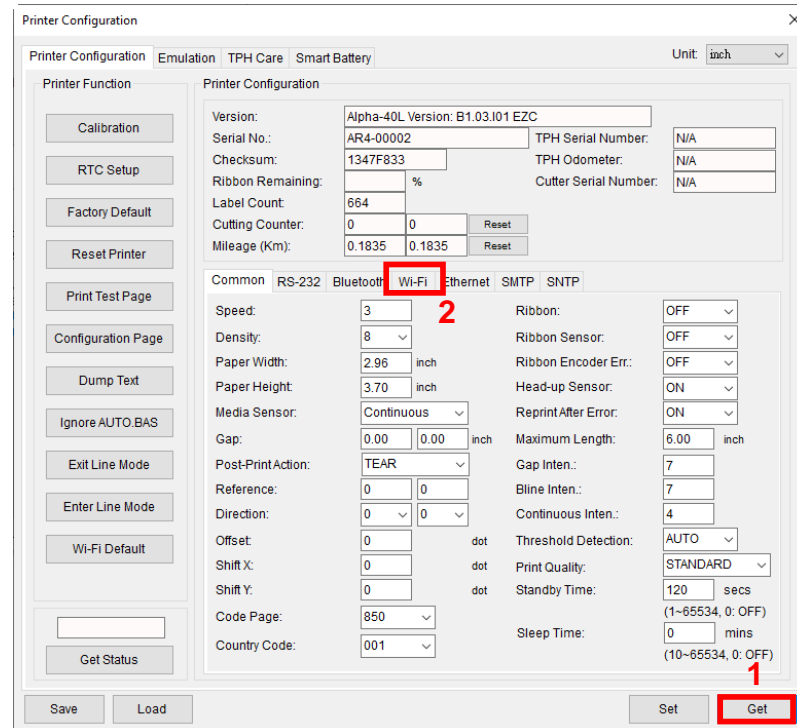 Printer Configuration
Printer Configuration Emulation TPH Care Smart Battery Unit: inch
Printer Function
Calibration
RTC Setup
Factory Default
Reset Printer
Print Test Page
Configuration Page
Dump Text
Ignore AUTO.BAS
Exit Line Mode
Enter Line Mode
Wi-Fi Default
Get Status
Printer Configuration
Version: Alpha-40L Version: B1.03.I01 EZC
Serial No.: AR4-00002 TPH Serial Number: N/A
Checksum: 1347F833 TPH Odometer: N/A
Ribbon Remaining: % Cutter Serial Number: N/A
Label Count: 664
Cutting Counter: 0 0 Reset
Mileage (Km): 0.1835 0.1835 Reset
Common RS-232 Bluetooth Wi-Fi Ethernet SMTP SNTP
2
Speed: 3 Ribbon: OFF
Density: 8 Ribbon Sensor: OFF
Paper Width: 2.96 inch Ribbon Encoder Err.: OFF
Paper Height: 3.70 inch Head-up Sensor: ON
Media Sensor: Continuous Reprint After Error: ON
Gap: 0.00 0.00 inch Maximum Length: 6.00 inch
Post-Print Action: TEAR Gap Inten.: 7
Reference: 0 0 Bline Inten.: 7
Direction: 0 0 Continuous Inten.: 4
Offset: 0 dot Threshold Detection: AUTO
Shift X: 0 dot Print Quality: STANDARD
Shift Y: 0 dot Standby Time: 120 secs
(1~65534, 0: OFF)
Code Page: 850
Sleep Time: 0 mins
Country Code: 001
(10~65534, 0: OFF)
1
Save Load Set Get